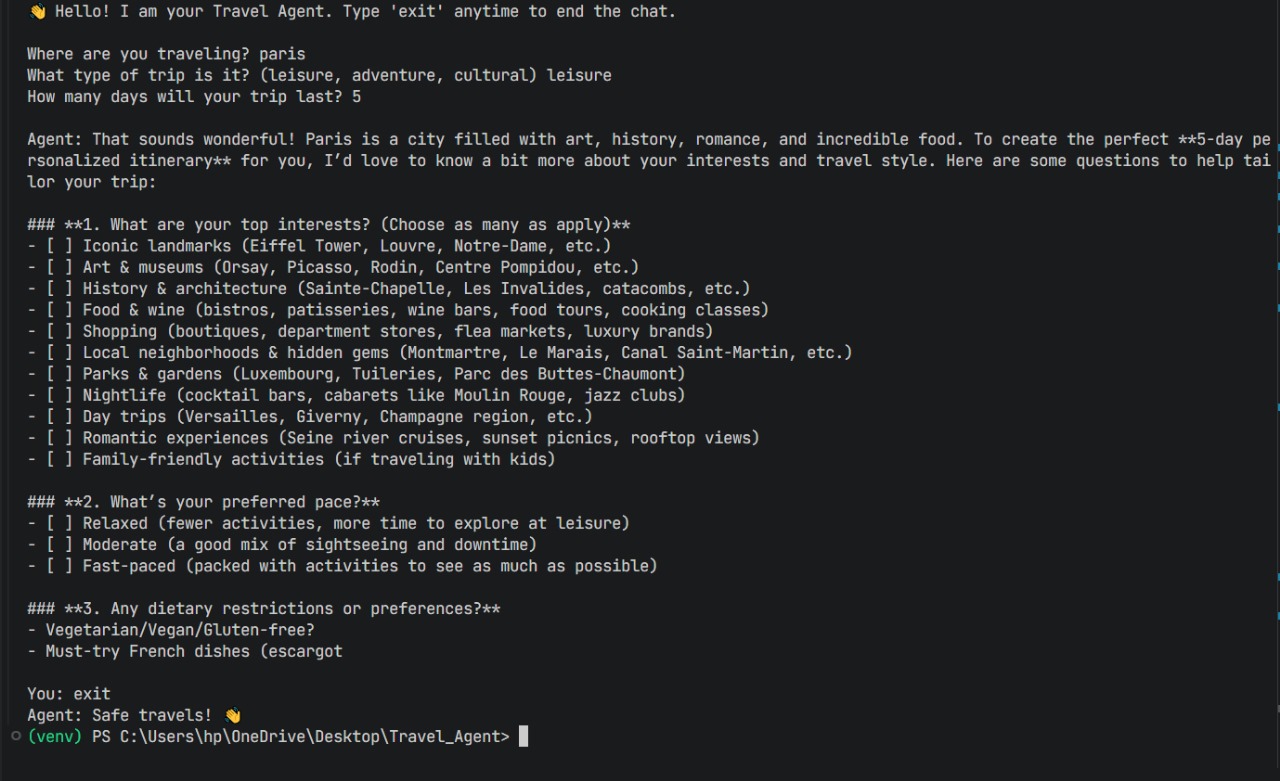 👋 Hello! I am your Travel Agent. Type 'exit' anytime to end the chat.
Where are you traveling? paris
What type of trip is it? (leisure, adventure, cultural) leisure
How many days will your trip last? 5
Agent: That sounds wonderful! Paris is a city filled with art, history, romance, and incredible food. To create the perfect **5-day pe
rsonalized itinerary** for you, I’d love to know a bit more about your interests and travel style. Here are some questions to help tai
lor your trip:
### **1. What are your top interests? (Choose as many as apply)**
- [ ] Iconic landmarks (Eiffel Tower, Louvre, Notre-Dame, etc.)
- [ ] Art & museums (Orsay, Picasso, Rodin, Centre Pompidou, etc.)
- [ ] History & architecture (Sainte-Chapelle, Les Invalides, catacombs, etc.)
- [ ] Food & wine (bistros, patisseries, wine bars, food tours, cooking classes)
- [ ] Shopping (boutiques, department stores, flea markets, luxury brands)
- [ ] Local neighborhoods & hidden gems (Montmartre, Le Marais, Canal Saint-Martin, etc.)
- [ ] Parks & gardens (Luxembourg, Tuileries, Parc des Buttes-Chaumont)
- [ ] Nightlife (cocktail bars, cabarets like Moulin Rouge, jazz clubs)
- [ ] Day trips (Versailles, Giverny, Champagne region, etc.)
- [ ] Romantic experiences (Seine river cruises, sunset picnics, rooftop views)
- [ ] Family-friendly activities (if traveling with kids)
### **2. What’s your preferred pace?**
- [ ] Relaxed (fewer activities, more time to explore at leisure)
- [ ] Moderate (a good mix of sightseeing and downtime)
- [ ] Fast-paced (packed with activities to see as much as possible)
### **3. Any dietary restrictions or preferences?**
- Vegetarian/Vegan/Gluten-free?
- Must-try French dishes (escargot
You: exit
Agent: Safe travels! 👋
(venv) PS C:\Users\hp\OneDrive\Desktop\Travel_Agent>